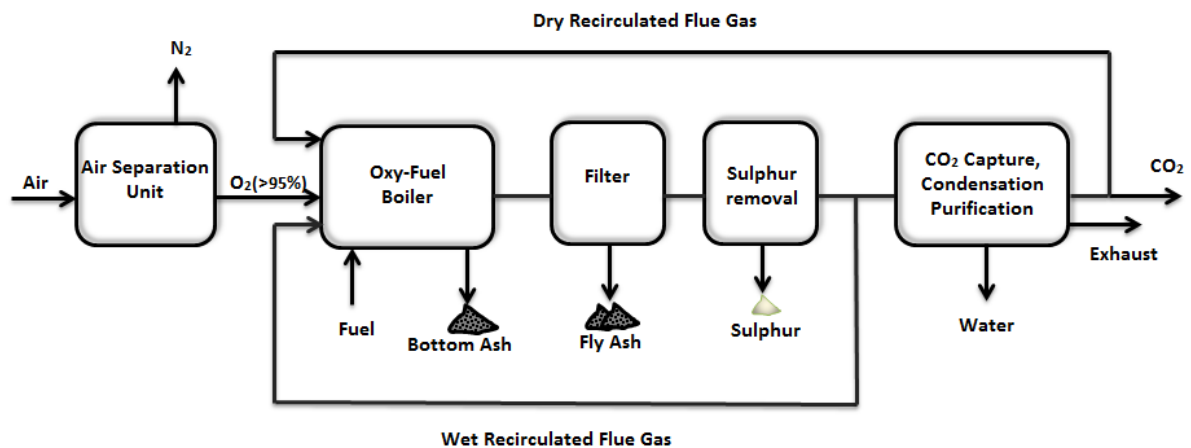 Dry Recirculated Flue Gas
N₂
Air Separation
Unit
Air
O₂(>95%)
Oxy-Fuel
Boiler
Filter
Sulphur
removal
CO₂ Capture,
Condensation
Purification
CO₂
Exhaust
Fuel
Bottom Ash
Fly Ash
Sulphur
Water
Wet Recirculated Flue Gas